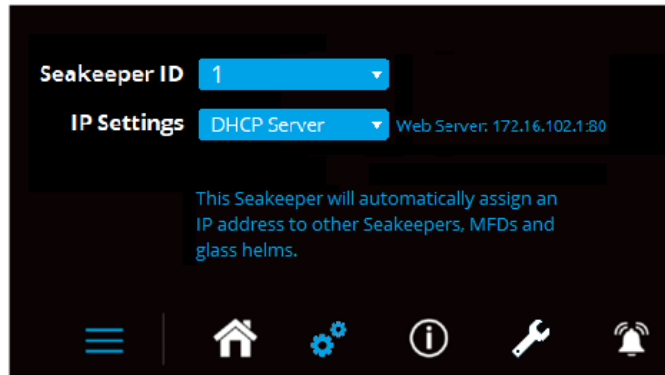 Seakeeper ID 1
IP Settings DHCP Server Web Server: 172.16.102.1:80
This Seakeeper will automatically assign an
IP address to other Seakeepers, MFDs and
glass helms.